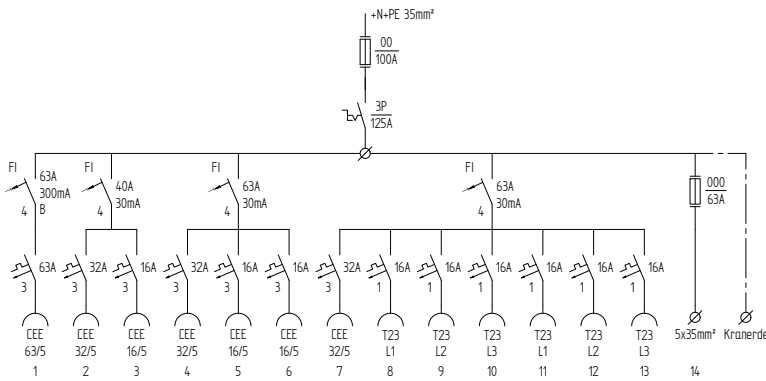 +N+PE 35mm²
00
100A
3P
125A
FI 63A 300mA 4 B
FI 40A 30mA 4
FI 63A 30mA 4
FI 63A 30mA 4
000
63A
63A 32A 16A 32A 16A 16A 32A 16A 16A 16A 16A 16A 16A
3 3 3 3 3 3 3 1 1 1 1 1 1
CEE CEE CEE CEE CEE CEE CEE T23 T23 T23 T23 T23 T23 5x35mm² Kranerde
63/5 32/5 16/5 32/5 16/5 16/5 32/5 L1 L2 L3 L1 L2 L3
1 2 3 4 5 6 7 8 9 10 11 12 13 14